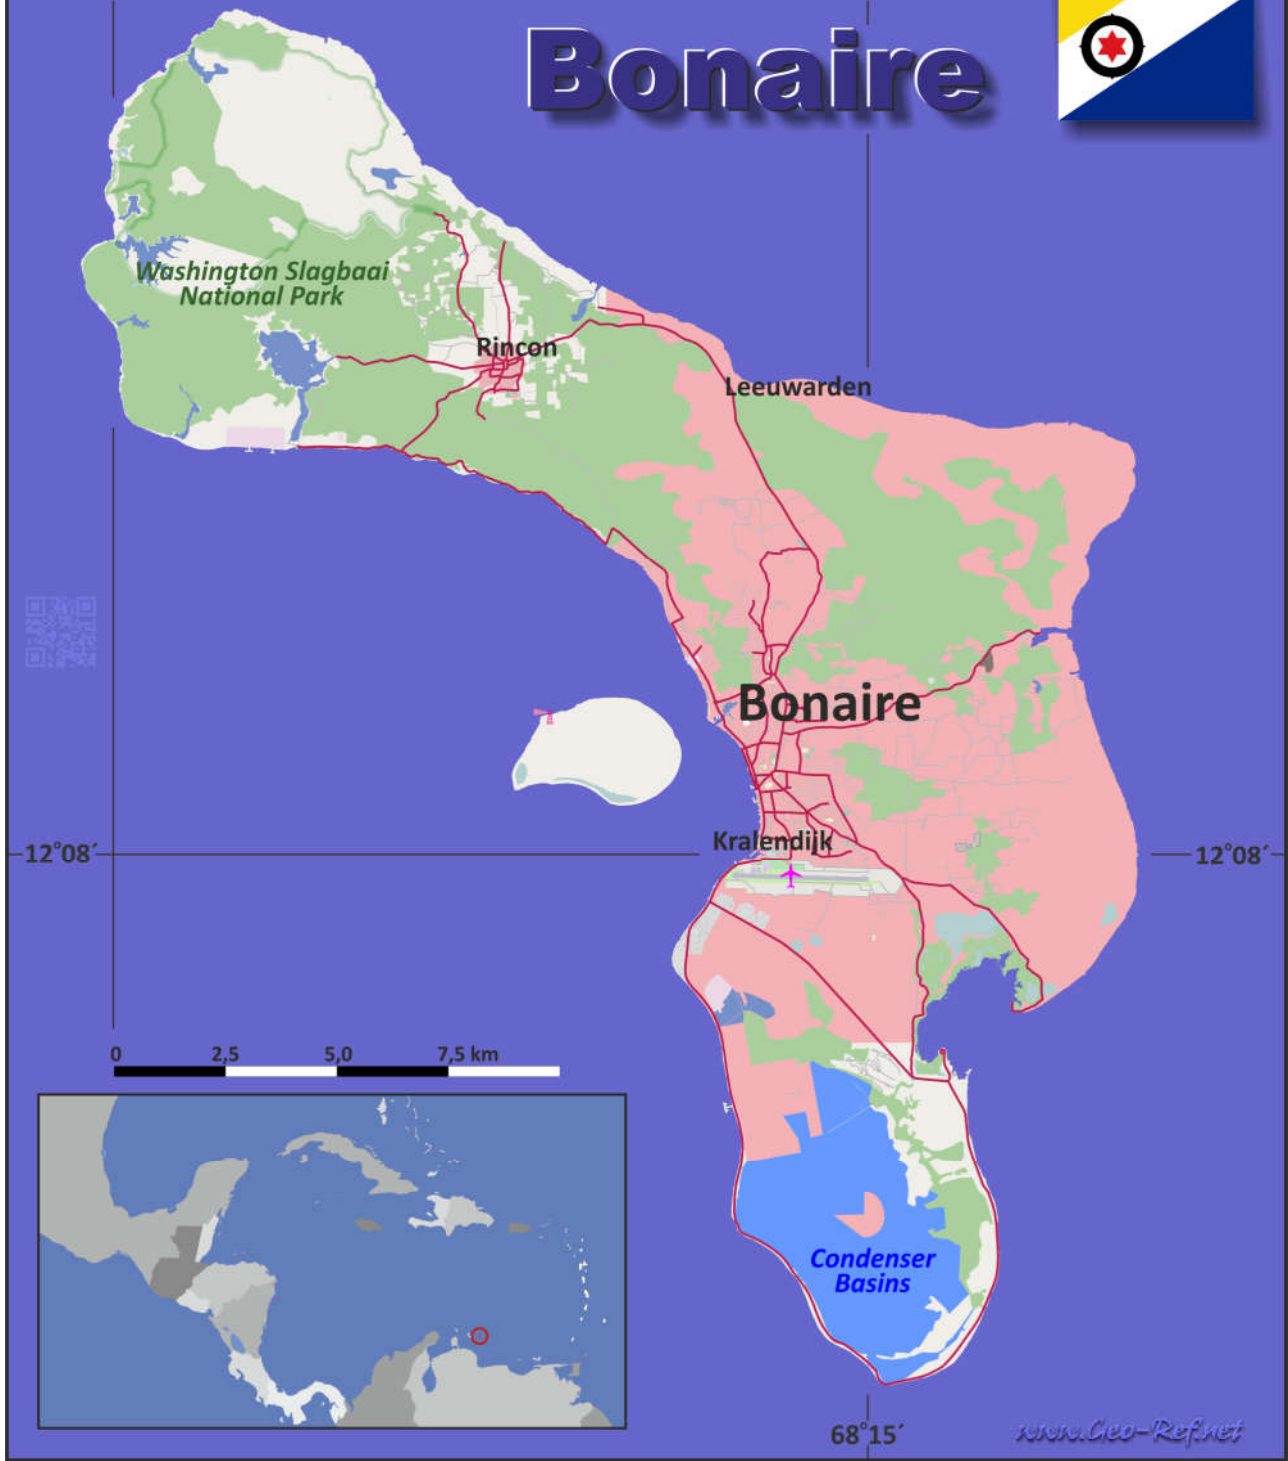 Bonaire
Washington Slagbaai
National Park
Rincon
Leeuwarden
Bonaire
Kralendijk
12°08´
12°08´
0 2,5 5,0 7,5 km
Condenser
Basins
68°15´
www.Geo-Ref.net